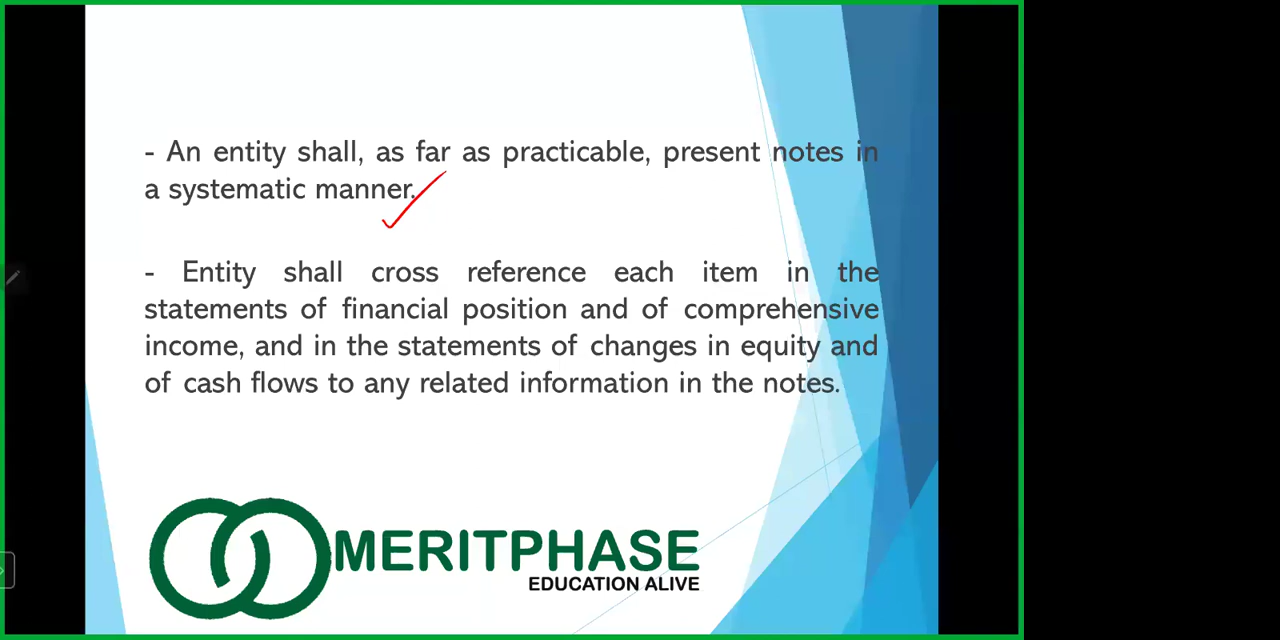 - An entity shall, as far as practicable, present notes in
a systematic manner.
- Entity shall cross reference each item in the
statements of financial position and of comprehensive
income, and in the statements of changes in equity and
of cash flows to any related information in the notes.
MERITPHASE
EDUCATION ALIVE